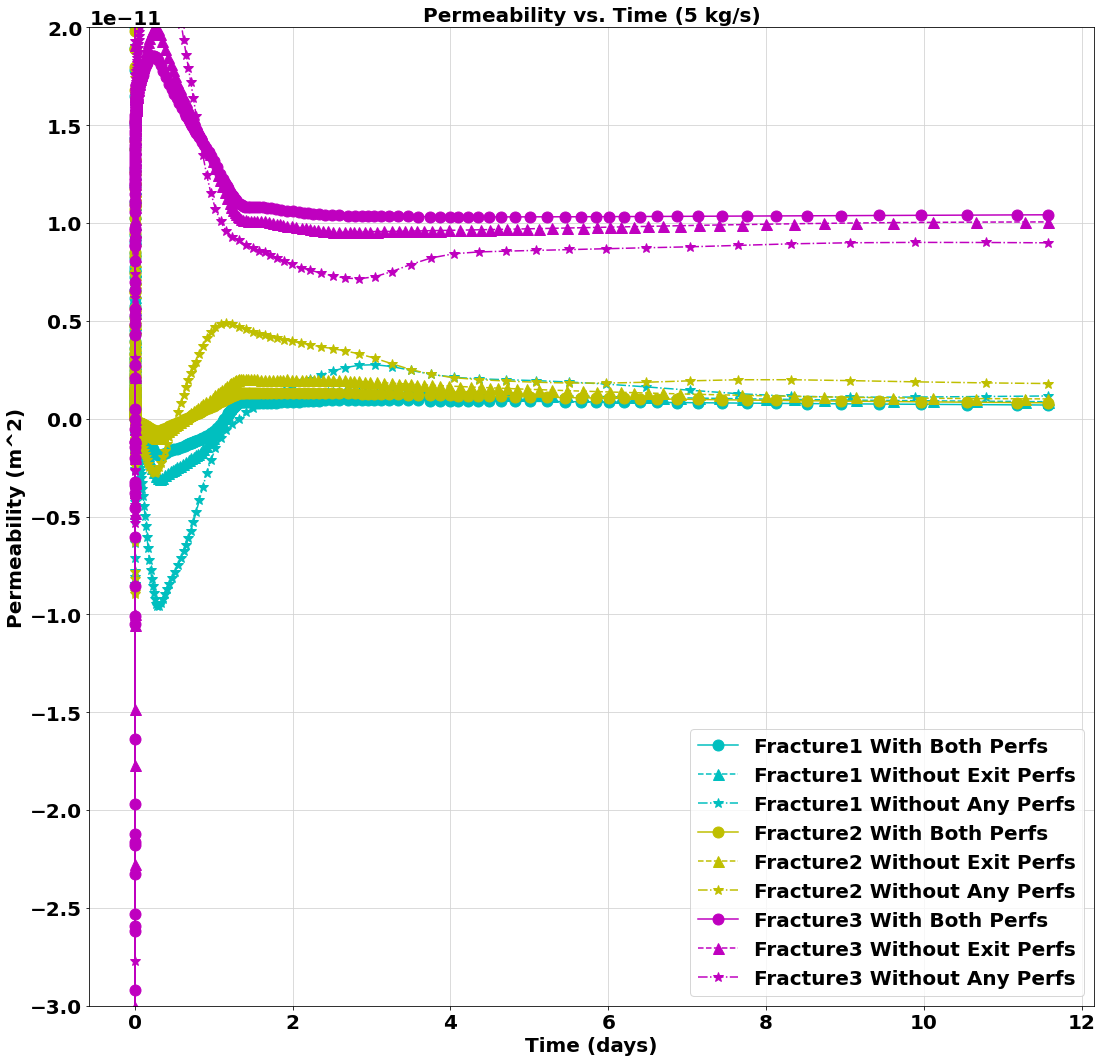 Permeability vs. Time (5 kg/s)
1e−11
2.0
1.5
1.0
0.5
0.0
−0.5
−1.0
−1.5
−2.0
−2.5
−3.0
Permeability (m^2)
0 2 4 6 8 10 12
Time (days)
Fracture1 With Both Perfs
Fracture1 Without Exit Perfs
Fracture1 Without Any Perfs
Fracture2 With Both Perfs
Fracture2 Without Exit Perfs
Fracture2 Without Any Perfs
Fracture3 With Both Perfs
Fracture3 Without Exit Perfs
Fracture3 Without Any Perfs